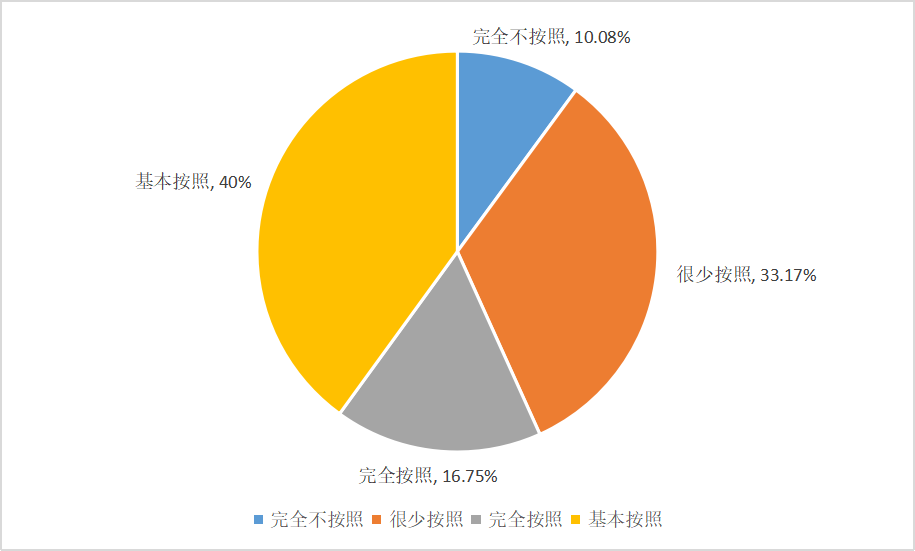 完全不按照, 10.08%
基本按照, 40%
很少按照, 33.17%
完全按照, 16.75%
完全不按照 很少按照 完全按照 基本按照